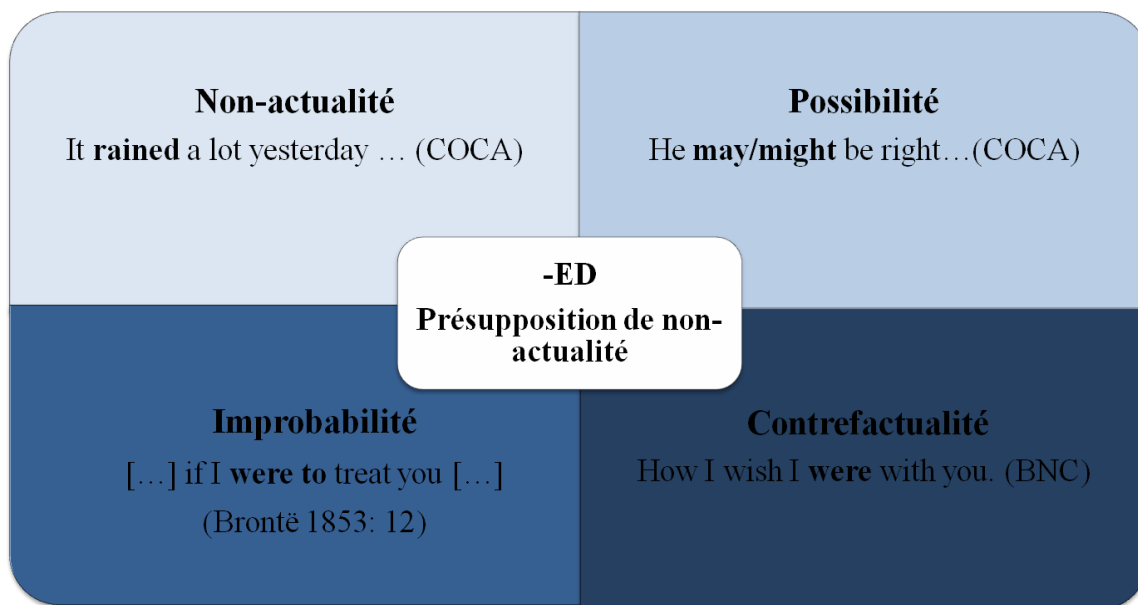 Non-actualité
It rained a lot yesterday … (COCA)
Possibilité
He may/might be right…(COCA)
-ED
Présupposition de non-
actualité
Improbabilité
[…] if I were to treat you […]
(Brontë 1853: 12)
Contrefactualité
How I wish I were with you. (BNC)